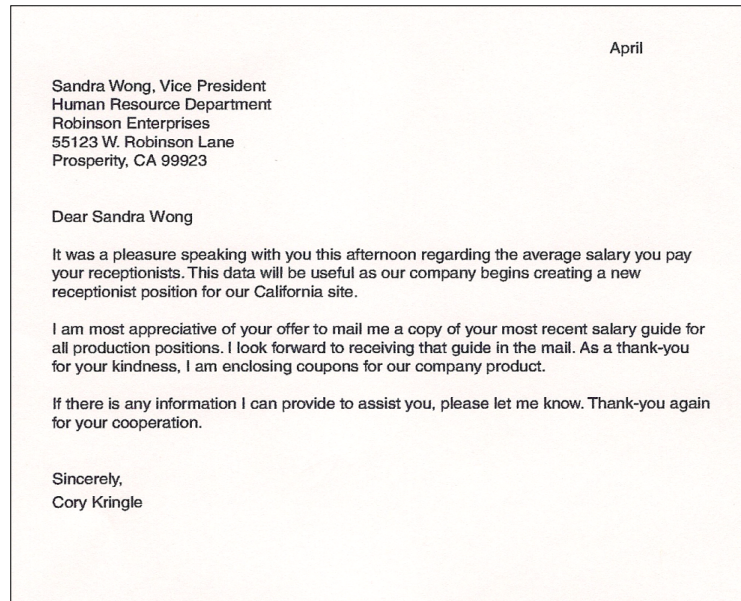 April
Sandra Wong, Vice President
Human Resource Department
Robinson Enterprises
55123 W. Robinson Lane
Prosperity, CA 99923
Dear Sandra Wong
It was a pleasure speaking with you this afternoon regarding the average salary you pay
your receptionists. This data will be useful as our company begins creating a new
receptionist position for our California site.
I am most appreciative of your offer to mail me a copy of your most recent salary guide for
all production positions. I look forward to receiving that guide in the mail. As a thank-you
for your kindness, I am enclosing coupons for our company product.
If there is any information I can provide to assist you, please let me know. Thank-you again
for your cooperation.
Sincerely,
Cory Kringle